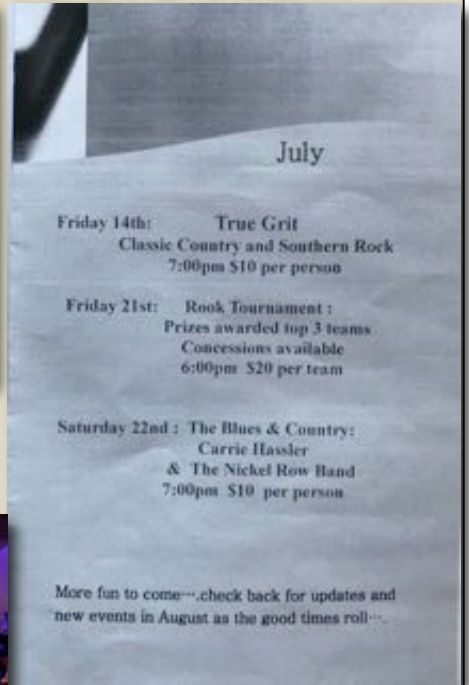 July
Friday 14th: True Grit
Classic Country and Southern Rock
7:00pm $10 per person
Friday 21st: Rook Tournament :
Prizes awarded top 3 teams
Concessions available
6:00pm $20 per team
Saturday 22nd : The Blues & Country:
Carrie Hassler
& The Nickel Row Band
7:00pm $10 per person
More fun to come….check back for updates and
new events in August as the good times roll….